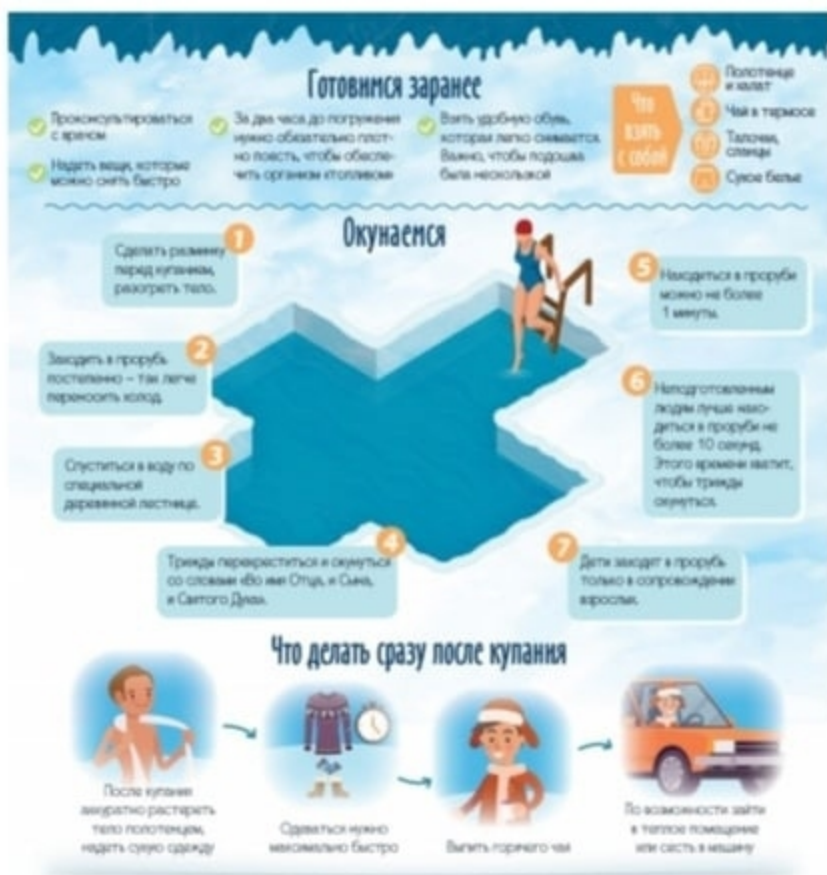 Готовимся заранее
Проконсультироваться
с врачом
Надеть вещи, которые
можно снять быстро
За два часа до погружения
нужно обязательно плот-
но поесть, чтобы обеспе-
чить организм «топливом»
Взять удобную обувь,
которая легко снимается.
Важно, чтобы подошва
была нескользкой
Что
взять
с собой
Полотенце
и халат
Чай в термосе
Тапочки,
сланцы
Сухое белье
Окунаемся
1
Сделать разминку
перед купанием,
разогреть тело.
2
Заходить в прорубь
постепенно – так легче
переносить холод.
3
Спуститься в воду по
специальной
деревянной лестнице.
4
Трижды перекреститься и окунуться
со словами «Во имя Отца, и Сына,
и Святого Духа».
5
Находиться в проруби
можно не более
1 минуты.
6
Неподготовленным
людям лучше нахо-
диться в проруби не
более 10 секунд.
Этого времени хватит,
чтобы трижды
окунуться.
7
Дети заходят в прорубь
только в сопровождении
взрослых.
Что делать сразу после купания
После купания
аккуратно растереть
тело полотенцем,
надеть сухую одежду
Одеваться нужно
максимально быстро
Выпить горячего чая
По возможности зайти
в теплое помещение
или сесть в машину